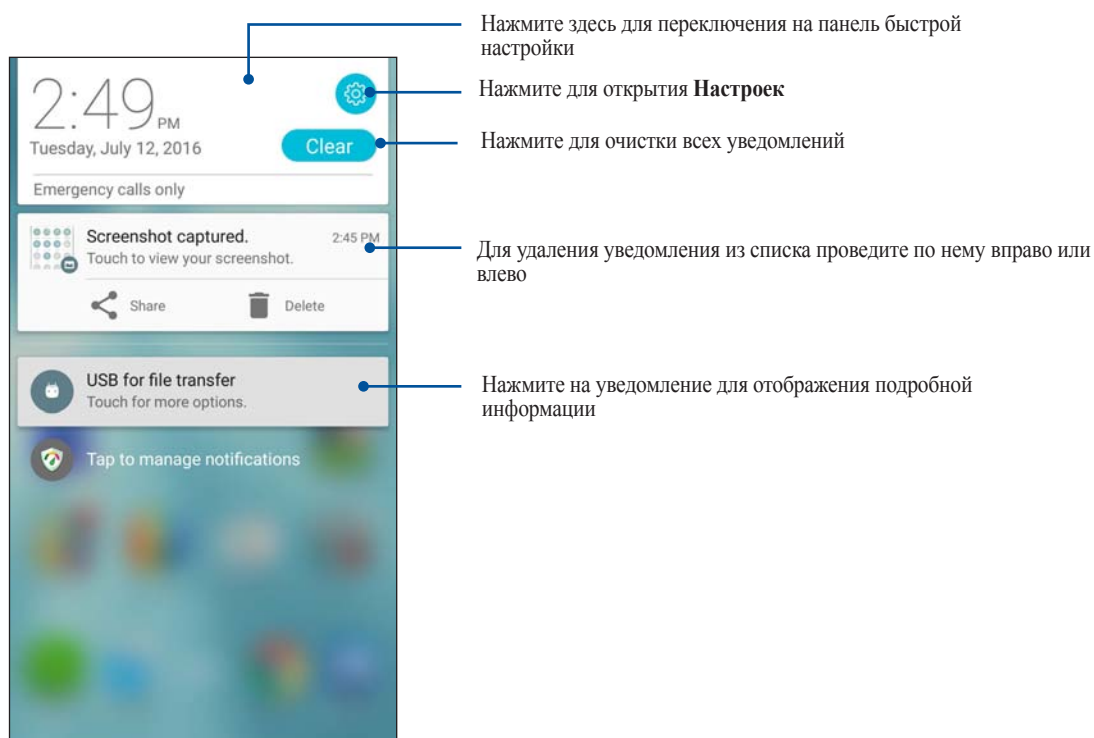 Нажмите здесь для переключения на панель быстрой
настройки
2:49 PM
Нажмите для открытия Настроек
Tuesday, July 12, 2016
Clear
Нажмите для очистки всех уведомлений
Emergency calls only
Screenshot captured.
2:45 PM
Touch to view your screenshot.
Для удаления уведомления из списка проведите по нему вправо или
влево
Share
Delete
USB for file transfer
Touch for more options.
Нажмите на уведомление для отображения подробной
информации
Tap to manage notifications